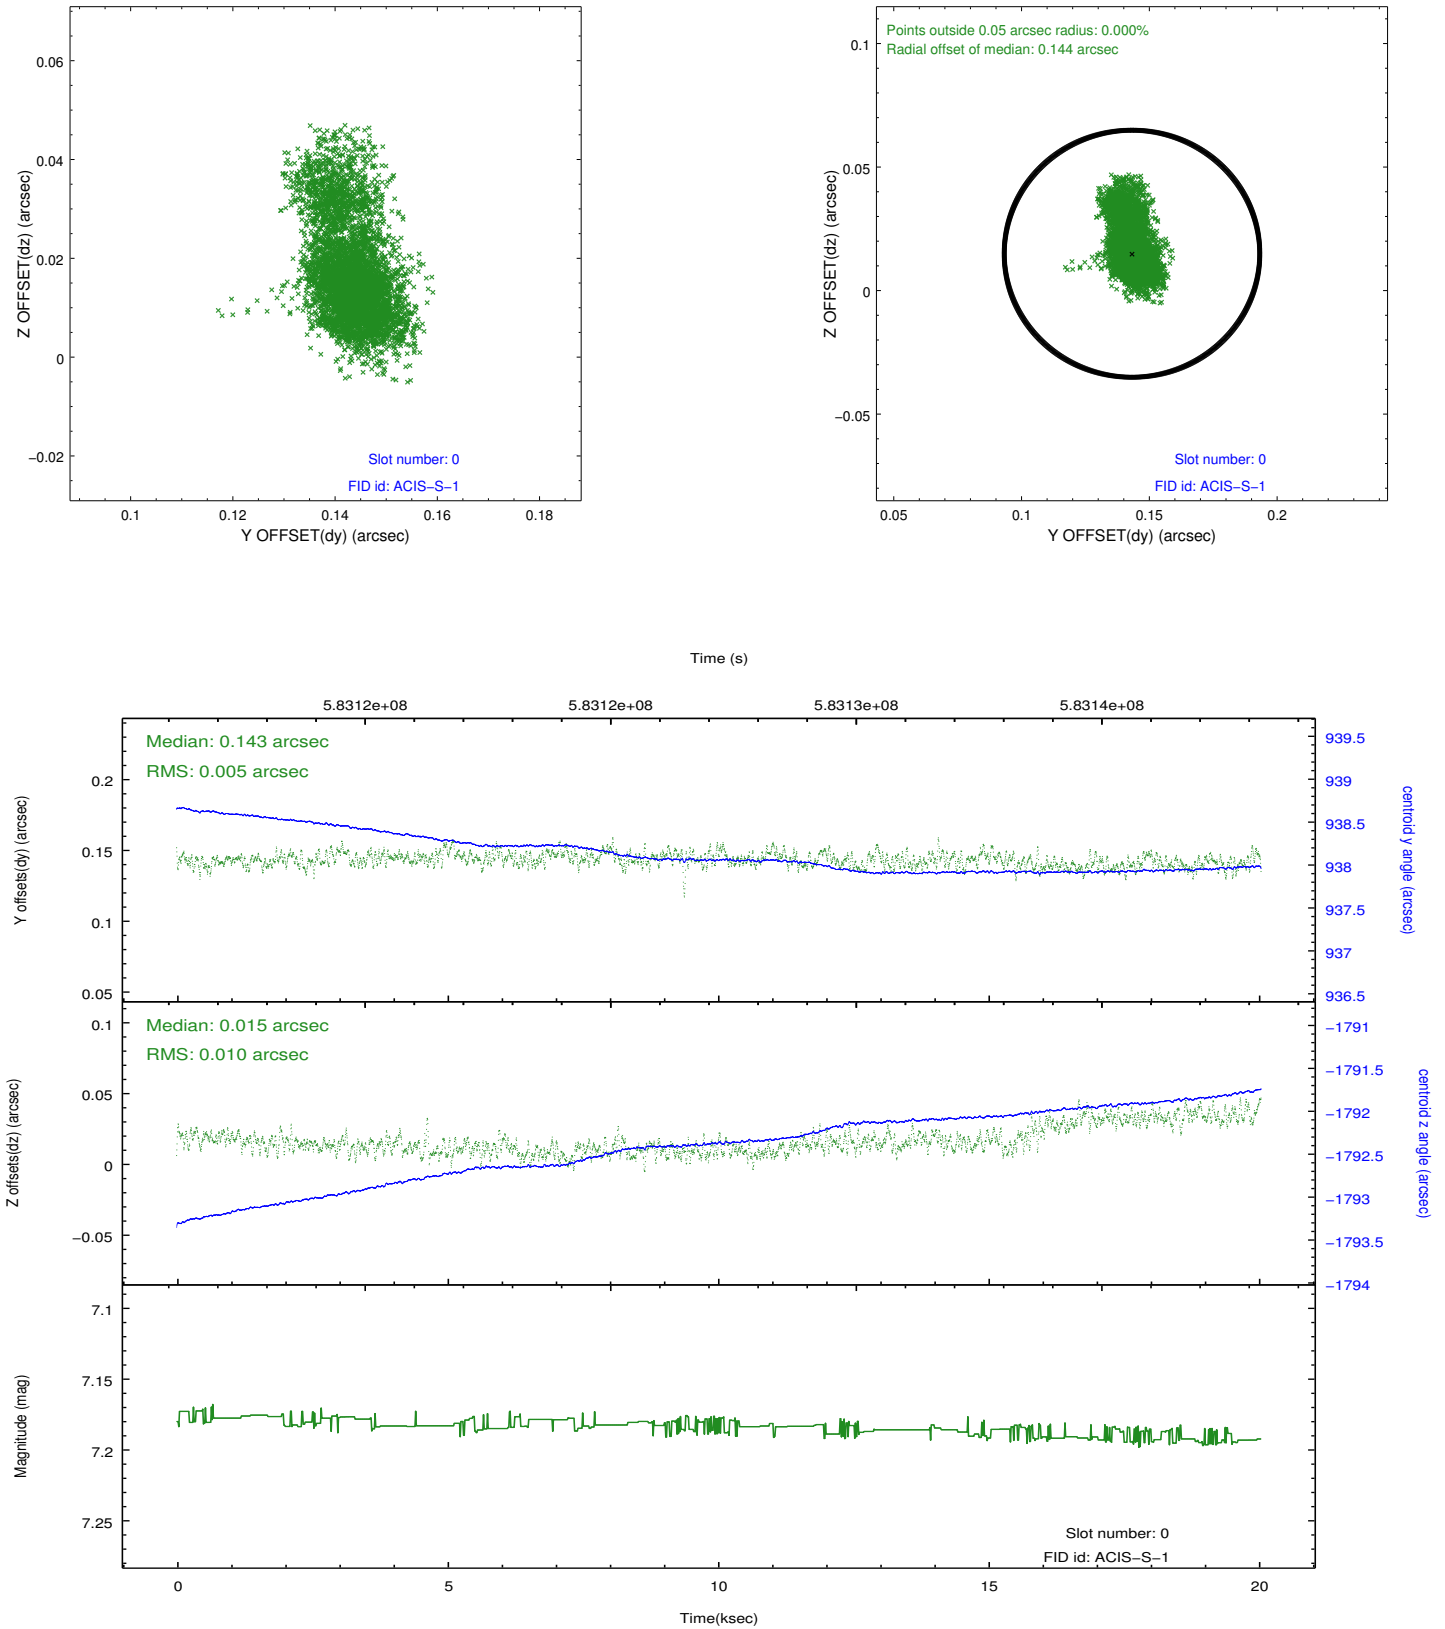 0.06
0.04
0.02
0
−0.02
Z OFFSET(dz) (arcsec)
Slot number: 0
FID id: ACIS−S−1
0.1
0.12
0.14
0.16
0.18
Y OFFSET(dy) (arcsec)
Points outside 0.05 arcsec radius: 0.000%
Radial offset of median: 0.144 arcsec
0.1
0.05
0
−0.05
Z OFFSET(dz) (arcsec)
Slot number: 0
FID id: ACIS−S−1
0.05
0.1
0.15
0.2
Y OFFSET(dy) (arcsec)
Time (s)
5.8312e+08
5.8312e+08
5.8313e+08
5.8314e+08
Median: 0.143 arcsec
RMS: 0.005 arcsec
0.2
0.15
0.1
0.05
Y offsets(dy) (arcsec)
939.5
939
938.5
938
937.5
937
936.5
centroid y angle (arcsec)
Median: 0.015 arcsec
RMS: 0.010 arcsec
0.1
0.05
0
−0.05
Z offsets(dz) (arcsec)
−1791
−1791.5
−1792
−1792.5
−1793
−1793.5
−1794
centroid z angle (arcsec)
7.1
7.15
7.2
7.25
Magnitude (mag)
Slot number: 0
FID id: ACIS−S−1
0
5
10
15
20
Time(ksec)